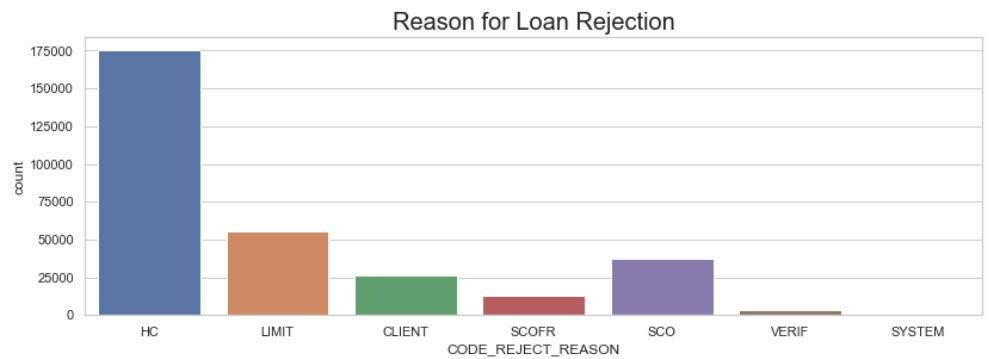 Reason for Loan Rejection
175000
150000
125000
100000
75000
50000
25000
0
count
HC LIMIT CLIENT SCOFR SCO VERIF SYSTEM
CODE_REJECT_REASON